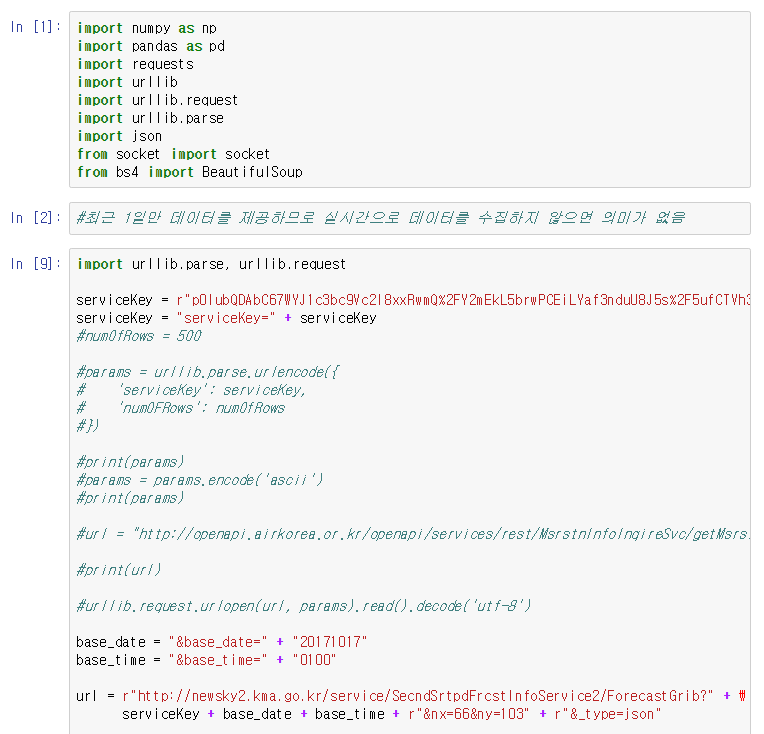 In [1]:
import numpy as np
import pandas as pd
import requests
import urllib
import urllib.request
import urllib.parse
import json
from socket import socket
from bs4 import BeautifulSoup
In [2]:
#최근 1일만 데이터를 제공하므로 실시간으로 데이터를 수집하지 않으면 의미가 없음
In [9]:
import urllib.parse, urllib.request
serviceKey = r"
serviceKey = "serviceKey=" + serviceKey
#numOfRows = 500
#params = urllib.parse.urlencode({
#    'serviceKey': serviceKey,
#    'numOFRows': numOfRows
#})
#print(params)
#params = params.encode('ascii')
#print(params)
#url = "http://openapi.airkorea.or.kr/openapi/services/rest/MsrstnInfoInqireSvc/getMsrs
#print(url)
#urllib.request.urlopen(url, params).read().decode('utf-8')
base_date = "&base_date=" + "20171017"
base_time = "&base_time=" + "0100"
url = r"http://newsky2.kma.go.kr/service/SecndSrtpdFrcstInfoService2/ForecastGrib?" + ₩
serviceKey + base_date + base_time + r"&nx=66&ny=103" + r"&_type=json"